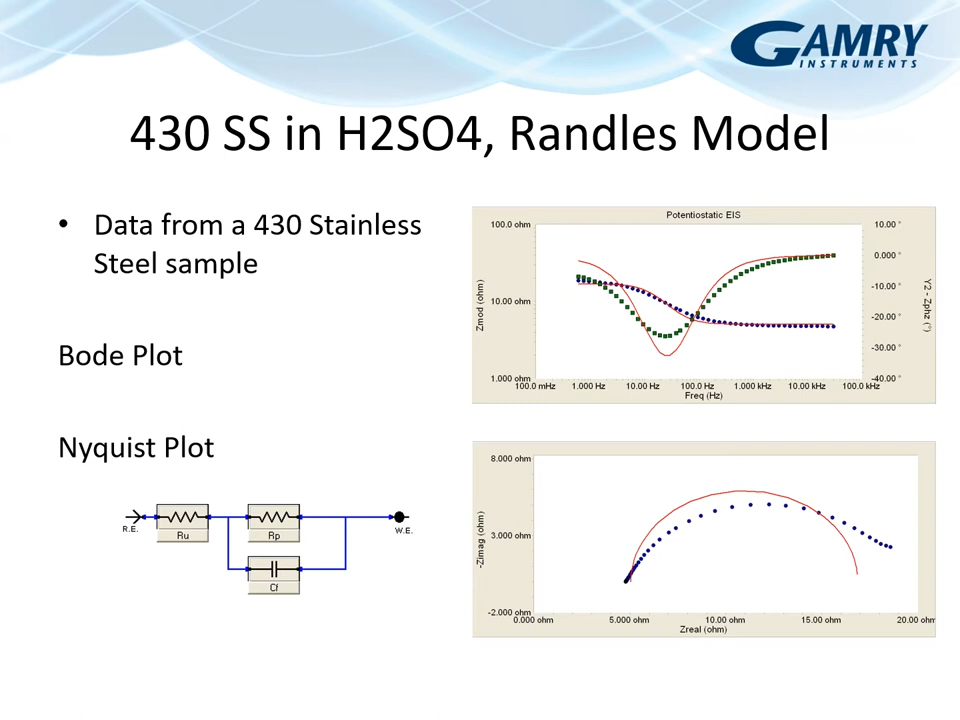 GAMRY
INSTRUMENTS
430 SS in H2SO4, Randles Model
• Data from a 430 Stainless
Steel sample
Bode Plot
Nyquist Plot
R.E.
Ru
Rp
W.E.
Cf
Potentiostatic EIS
100.0 ohm
10.00 ohm
1.000 ohm
Zmod (ohm)
10.00 °
0.000 °
-10.00 °
-20.00 °
-30.00 °
-40.00 °
Y2 - Zphz (°)
100.0 mHz 1.000 Hz 10.00 Hz 100.0 Hz 1.000 kHz 10.00 kHz 100.0 kHz
Freq (Hz)
8.000 ohm
3.000 ohm
-2.000 ohm
-Zimag (ohm)
0.000 ohm 5.000 ohm 10.00 ohm 15.00 ohm 20.00 ohm
Zreal (ohm)